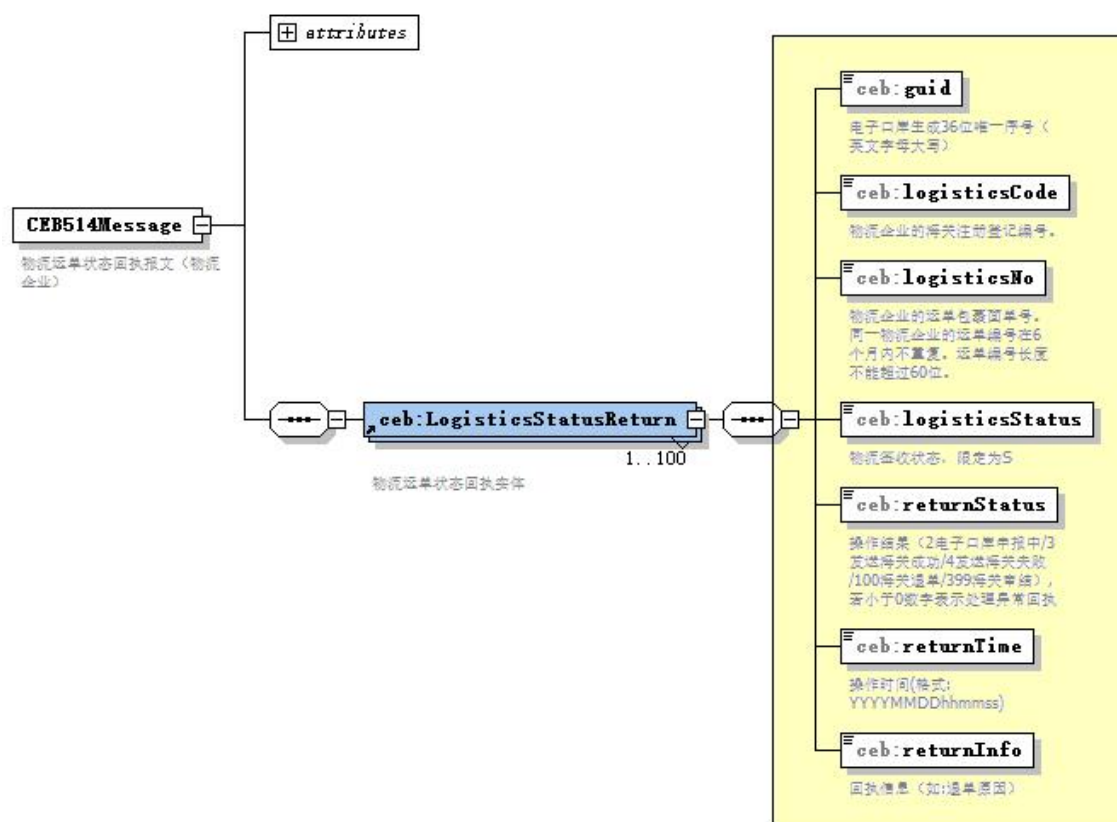 attributes
ceb:guid
电子口岸生成36位唯一序号（
英文字母大写）
ceb:logisticsCode
物流企业的海关注册登记编号。
CEB514Message
物流运单状态回执报文（物流
企业）
ceb:logisticsNo
物流企业的运单包裹面单号。
同一物流企业的运单编号在6
个月内不重复。运单编号长度
不能超过60位。
ceb:LogisticsStatusReturn
1..100
物流运单状态回执实体
ceb:logisticsStatus
物流签收状态，限定为S
ceb:returnStatus
操作结果（2电子口岸申报中/3
发送海关成功/4发送海关失败
/100海关退单/399海关审结）,
若小于0数字表示处理异常回执
ceb:returnTime
操作时间(格式:
YYYYMMDDhhmmss)
ceb:returnInfo
回执信息（如:退单原因）